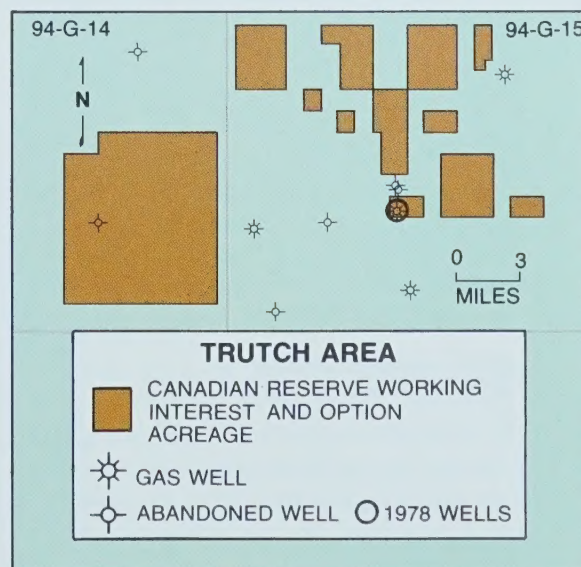 94-G-14
94-G-15
N
0 3
MILES
TRUTCH AREA
CANADIAN RESERVE WORKING
INTEREST AND OPTION
ACREAGE
GAS WELL
ABANDONED WELL
1978 WELLS